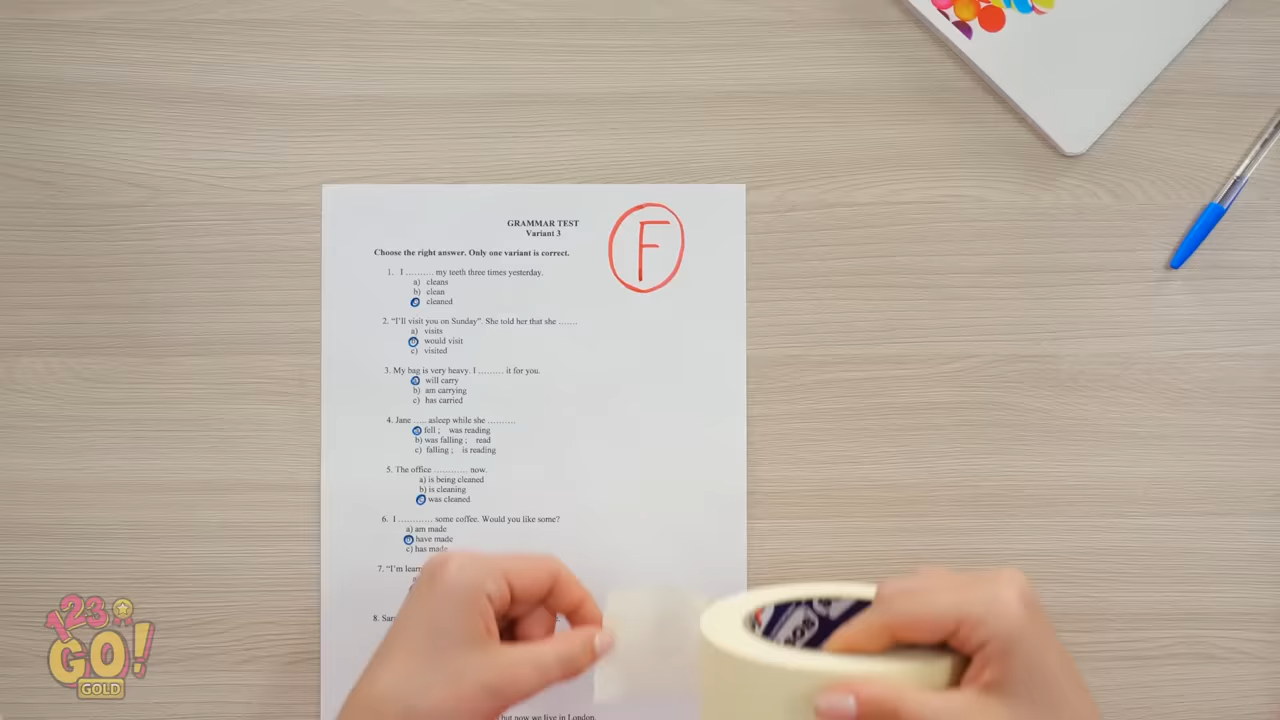 GRAMMAR TEST
Variant 3
F
Choose the right answer. Only one variant is correct.
1. I .......... my teeth three times yesterday.
a) cleans
b) clean
cleaned
2. "I'll visit you on Sunday". She told her that she .......
a) visits
would visit
c) visited
3. My bag is very heavy. I ......... it for you.
will carry
b) am carrying
c) has carried
4. Jane ..... asleep while she ..........
fell ; was reading
b) was falling ; read
c) falling ; is reading
5. The office ............ now.
a) is being cleaned
b) is cleaning
was cleaned
6. I ............ some coffee. Would you like some?
a) am made
have made
c) has made
7. "I'm
8.
but now we live in London.
123
GO!
GOLD